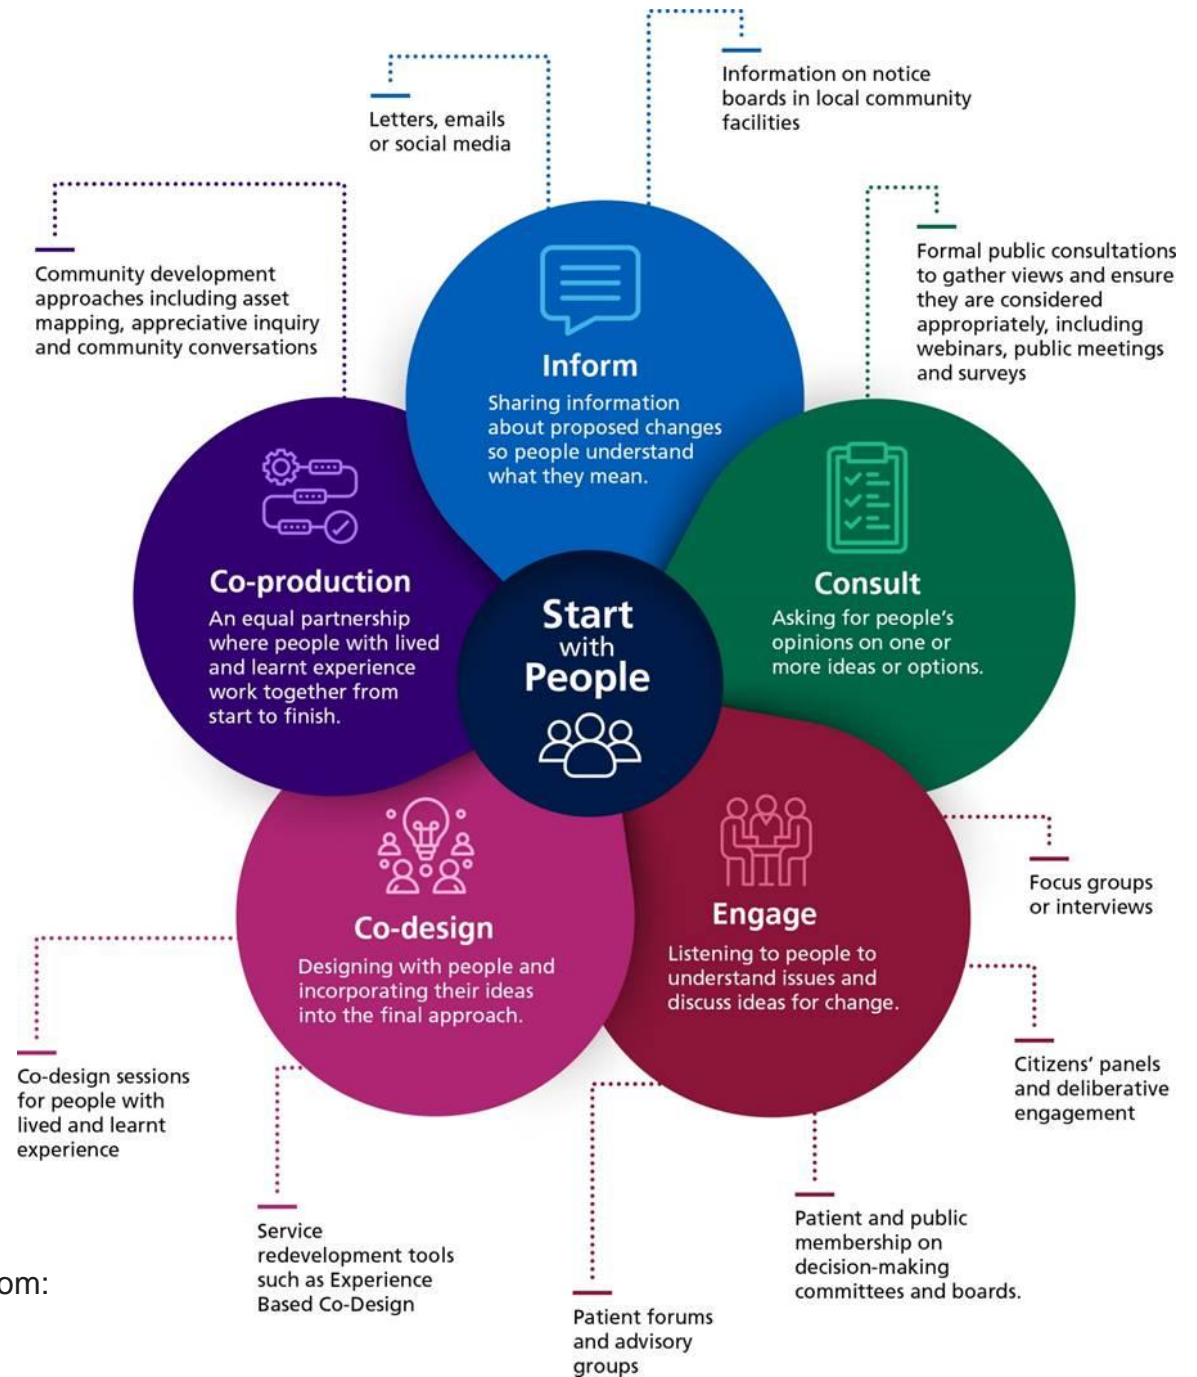 Information on notice
boards in local community
facilities
Letters, emails
or social media
Community development
approaches including asset
mapping, appreciative inquiry
and community conversations
Formal public consultations
to gather views and ensure
they are considered
appropriately, including
webinars, public meetings
and surveys
Inform
Sharing information
about proposed changes
so people understand
what they mean.
Co-production
An equal partnership
where people with lived
and learnt experience
work together from
start to finish.
Start
with
People
Consult
Asking for people's
opinions on one or
more ideas or options.
Co-design
Designing with people and
incorporating their ideas
into the final approach.
Engage
Listening to people to
understand issues and
discuss ideas for change.
Focus groups
or interviews
Citizens’ panels
and deliberative
engagement
Co-design sessions
for people with
lived and learnt
experience
Service
redevelopment tools
such as Experience
Based Co-Design
Patient and public
membership on
decision-making
committees and boards.
Patient forums
and advisory
groups
om: